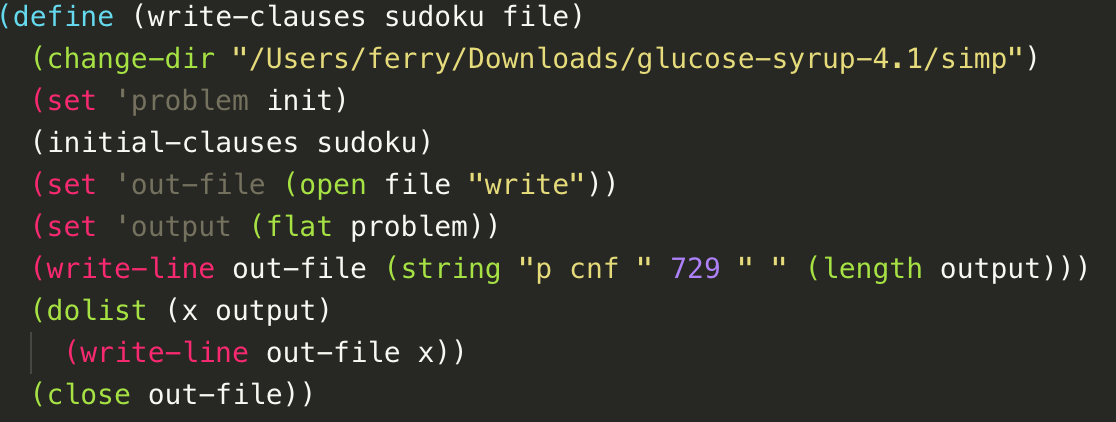 (define (write-clauses sudoku file)
  (change-dir "/Users/ferry/Downloads/glucose-syrup-4.1/simp")
  (set 'problem init)
  (initial-clauses sudoku)
  (set 'out-file (open file "write"))
  (set 'output (flat problem))
  (write-line out-file (string "p cnf " 729 " " (length output)))
  (dolist (x output)
    (write-line out-file x))
  (close out-file))